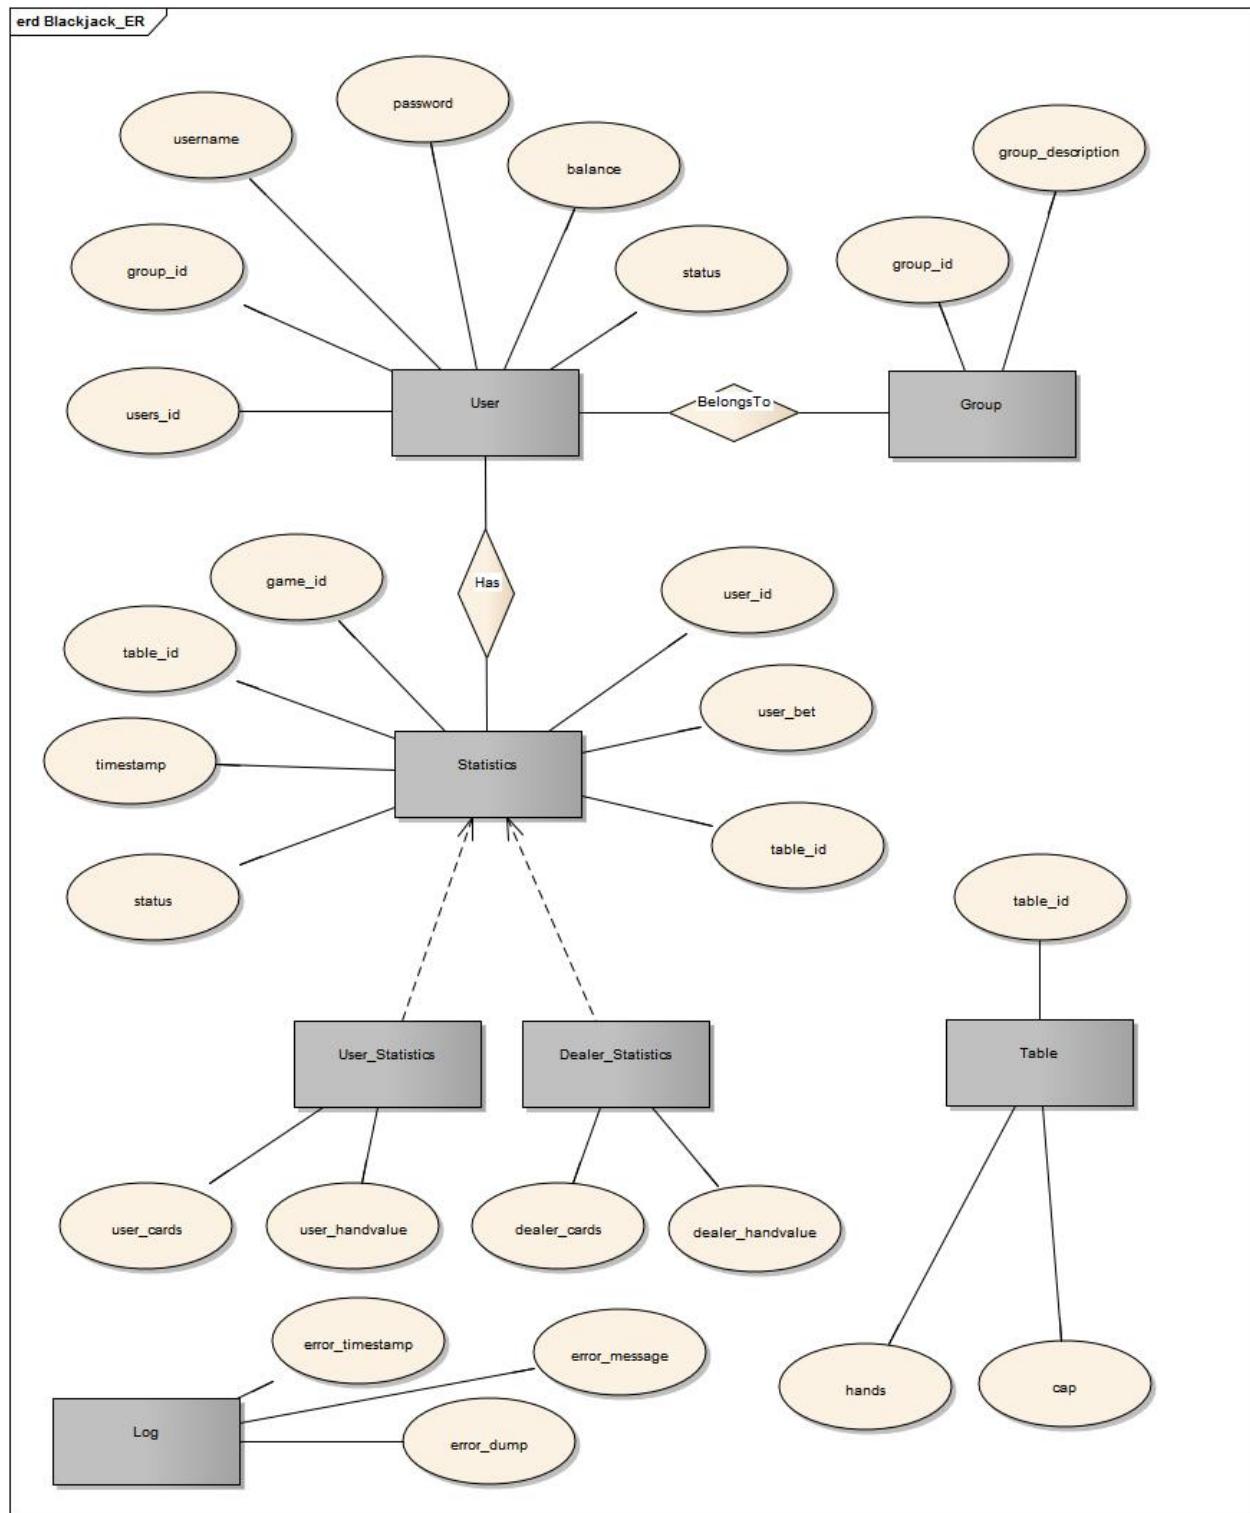 erd Blackjack_ER
password
username
group_description
balance
group_id
group_id
status
User
BelongsTo
Group
users_id
game_id
Has
user_id
table_id
user_bet
timestamp
Statistics
table_id
status
table_id
User_Statistics
Dealer_Statistics
Table
user_cards
user_handvalue
dealer_cards
dealer_handvalue
error_timestamp
error_message
hands
cap
Log
error_dump